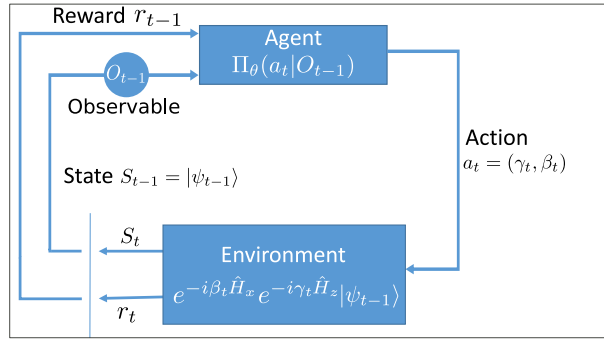 Reward $r_{t-1}$
Agent
$\Pi_\theta(a_t|O_{t-1})$
$O_{t-1}$
Observable
Action
$a_t = (\gamma_t, \beta_t)$
State $S_{t-1} = |\psi_{t-1}\rangle$
$S_t$
Environment
$e^{-i\beta_t \hat{H}_x} e^{-i\gamma_t \hat{H}_z} |\psi_{t-1}\rangle$
$r_t$